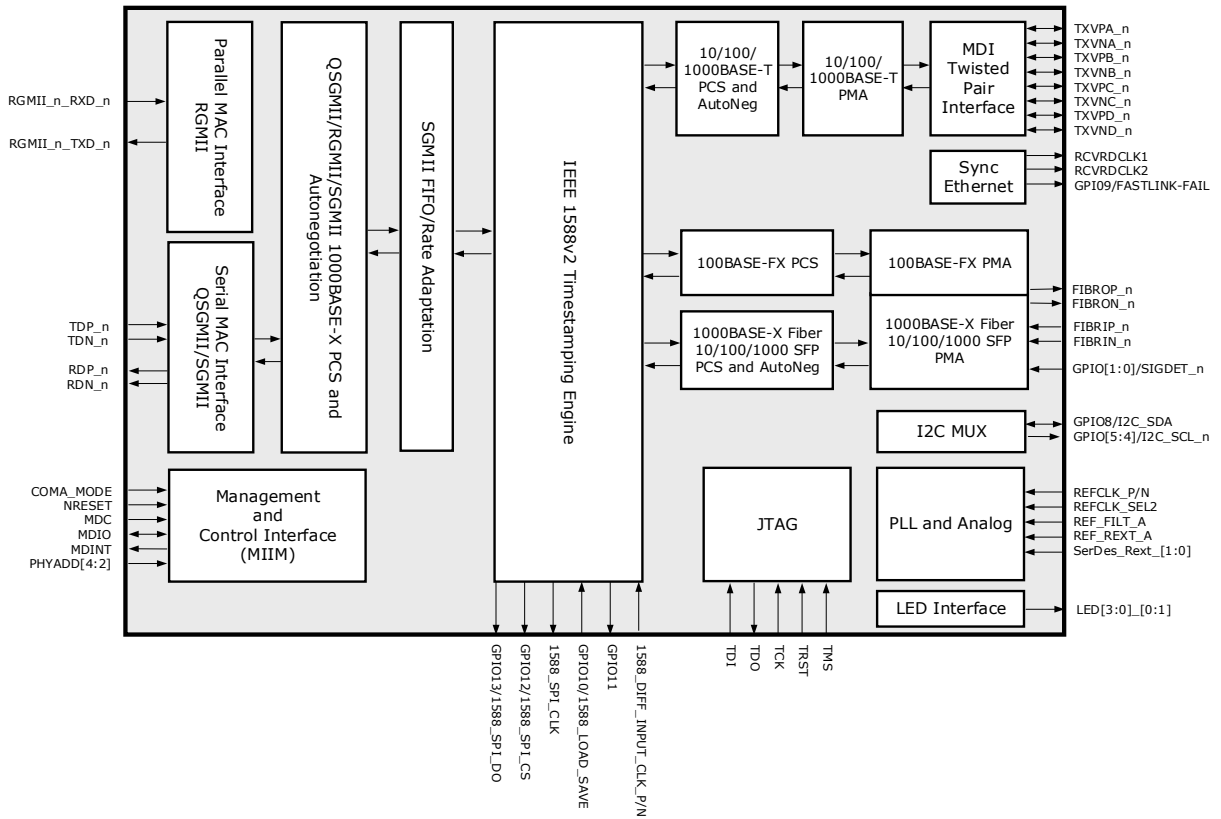 RGMII_n_RXD_n
RGMII_n_TXD_n
TDP_n
TDN_n
RDP_n
RDN_n
COMA_MODE
NRESET
MDC
MDIO
MDINT
PHYADD[4:2]
Parallel MAC Interface
RGMII
Serial MAC Interface
QSGMII/SGMII
Management
and
Control Interface
(MIIM)
QSGMII/RGMII/SGMII 1000BASE-X PCS and
Autonegotiation
SGMII FIFO/Rate Adaptation
IEEE 1588v2 Timestamping Engine
10/100/
1000BASE-T
PCS and
AutoNeg
10/100/
1000BASE-T
PMA
MDI
Twisted
Pair
Interface
Sync
Ethernet
100BASE-FX PCS
100BASE-FX PMA
1000BASE-X Fiber
10/100/1000 SFP
PCS and AutoNeg
1000BASE-X Fiber
10/100/1000 SFP
PMA
I2C MUX
JTAG
PLL and Analog
LED Interface
TXVPA_n
TXVNA_n
TXVPB_n
TXVNB_n
TXVPC_n
TXVNC_n
TXVPD_n
TXVND_n
RCVRDCLK1
RCVRDCLK2
GPI09/FASTLINK-FAIL
FIBROP_n
FIBRON_n
FIBRIP_n
FIBRIN_n
GPIO[1:0]/SIGDET_n
GPIO8/I2C_SDA
GPIO[5:4]/I2C_SCL_n
REFCLK_P/N
REFCLK_SEL2
REF_FILT_A
REF_REXT_A
SerDes_Rext_[1:0]
LED[3:0]_[0:1]
GPIO13/1588_SPI_DO
GPIO12/1588_SPI_CS
1588_SPI_CLK
GPIO10/1588_LOAD_SAVE
GPIO11
1588_DIFF_INPUT_CLK_P/N
TDI
TDO
TCK
TRST
TMS